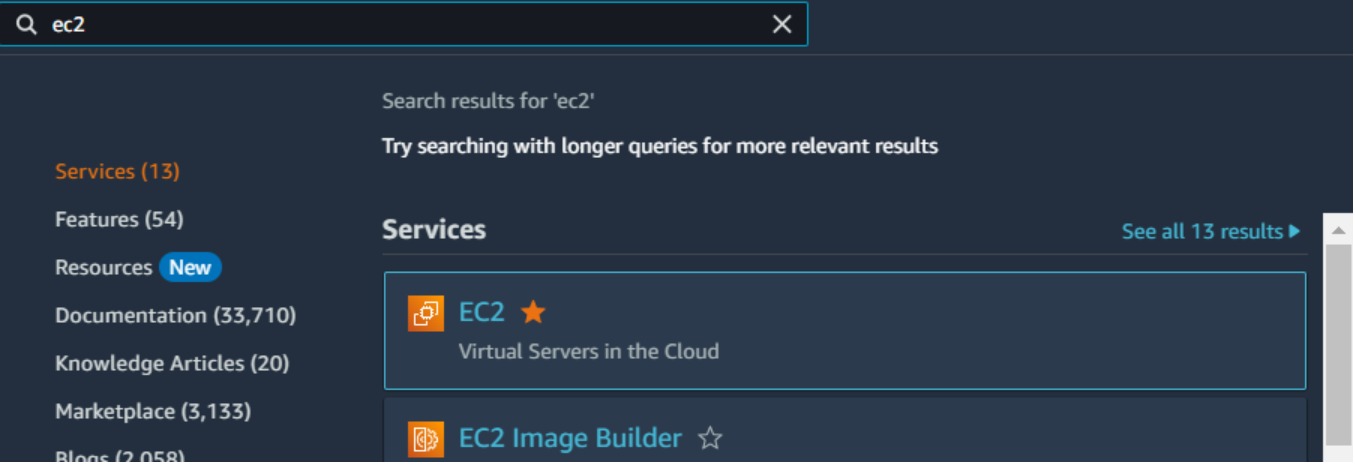 ec2
Search results for 'ec2'
Try searching with longer queries for more relevant results
Services (13)
Features (54)
Resources New
Documentation (33,710)
Knowledge Articles (20)
Marketplace (3,133)
Blogs (2,058)
Services
See all 13 results
EC2
Virtual Servers in the Cloud
EC2 Image Builder